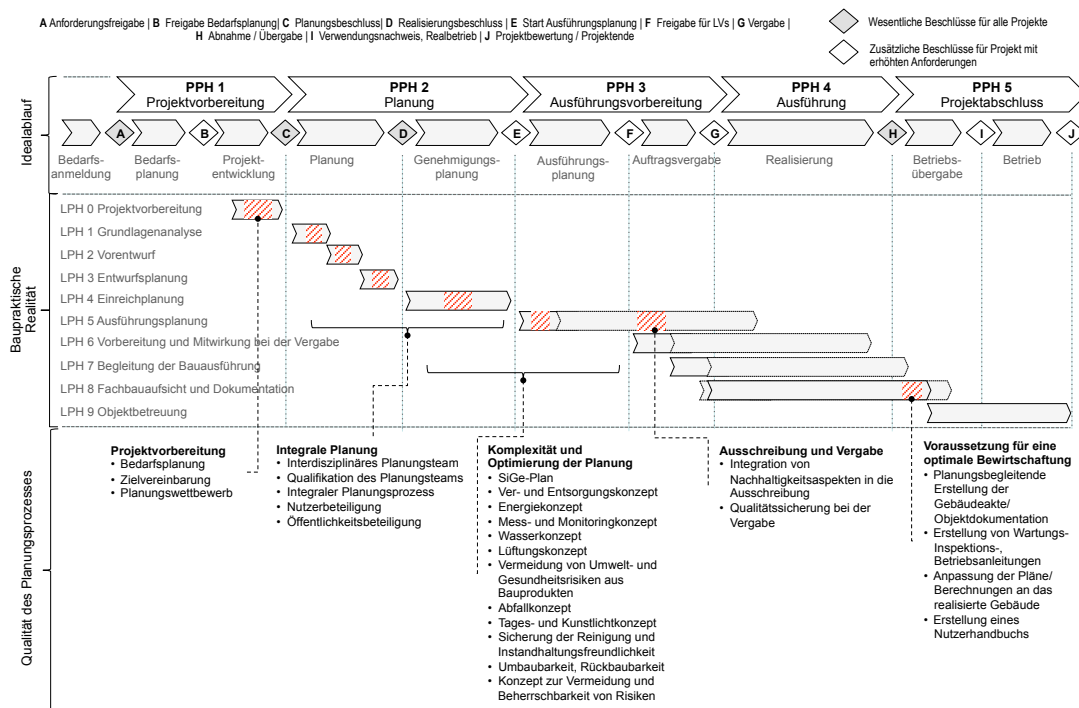 A Anforderungsfreigabe | B Freigabe Bedarfsplanung| C Planungsbeschluss| D Realisierungsbeschluss | E Start Ausführungsplanung | F Freigabe für LVs | G Vergabe |
H Abnahme / Übergabe | I Verwendungsnachweis, Realbetrieb | J Projektbewertung / Projektende
Wesentliche Beschlüsse für alle Projekte
Zusätzliche Beschlüsse für Projekt mit
erhöhten Anforderungen
Idealablauf
PPH 1
Projektvorbereitung
PPH 2
Planung
PPH 3
Ausführungsvorbereitung
PPH 4
Ausführung
PPH 5
Projektabschluss
A
B
C
D
E
F
G
H
I
J
Bedarfs-
anmeldung
Bedarfs-
planung
Projekt-
entwicklung
Planung
Genehmigungs-
planung
Ausführungs-
planung
Auftragsvergabe
Realisierung
Betriebs-
übergabe
Betrieb
Baupraktische
Realität
LPH 0 Projektvorbereitung
LPH 1 Grundlagenanalyse
LPH 2 Vorentwurf
LPH 3 Entwurfsplanung
LPH 4 Einreichplanung
LPH 5 Ausführungsplanung
LPH 6 Vorbereitung und Mitwirkung bei der Vergabe
LPH 7 Begleitung der Bauausführung
LPH 8 Fachbauaufsicht und Dokumentation
LPH 9 Objektbetreuung
Qualität des Planungsprozesses
Projektvorbereitung
• Bedarfsplanung
• Zielvereinbarung
• Planungswettbewerb
Integrale Planung
• Interdisziplinäres Planungsteam
• Qualifikation des Planungsteams
• Integraler Planungsprozess
• Nutzerbeteiligung
• Öffentlichkeitsbeteiligung
Komplexität und
Optimierung der Planung
• SiGe-Plan
• Ver- und Entsorgungskonzept
• Energiekonzept
• Mess- und Monitoringkonzept
• Wasserkonzept
• Lüftungskonzept
• Vermeidung von Umwelt- und
Gesundheitsrisiken aus
Bauprodukten
• Abfallkonzept
• Tages- und Kunstlichtkonzept
• Sicherung der Reinigung und
Instandhaltungsfreundlichkeit
• Umbaubarkeit, Rückbaubarkeit
• Konzept zur Vermeidung und
Beherrschbarkeit von Risiken
Ausschreibung und Vergabe
• Integration von
Nachhaltigkeitsaspekten in die
Ausschreibung
• Qualitätssicherung bei der
Vergabe
Voraussetzung für eine
optimale Bewirtschaftung
• Planungsbegleitende
Erstellung der
Gebäudeakte/
Objektdokumentation
• Erstellung von Wartungs-
Inspektions-,
Betriebsanleitungen
• Anpassung der Pläne/
Berechnungen an das
realisierte Gebäude
• Erstellung eines
Nutzerhandbuchs